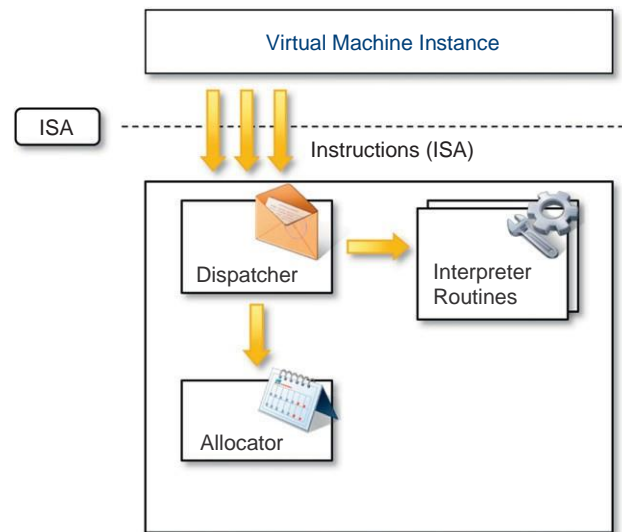 Virtual Machine Instance
ISA
Instructions (ISA)
Dispatcher
Interpreter
Routines
Allocator